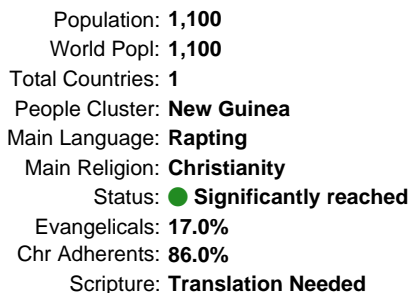 Population: 1,100
World Popl: 1,100
Total Countries: 1
People Cluster: New Guinea
Main Language: Rapting
Main Religion: Christianity
Status: Significantly reached
Evangelicals: 17.0%
Chr Adherents: 86.0%
Scripture: Translation Needed